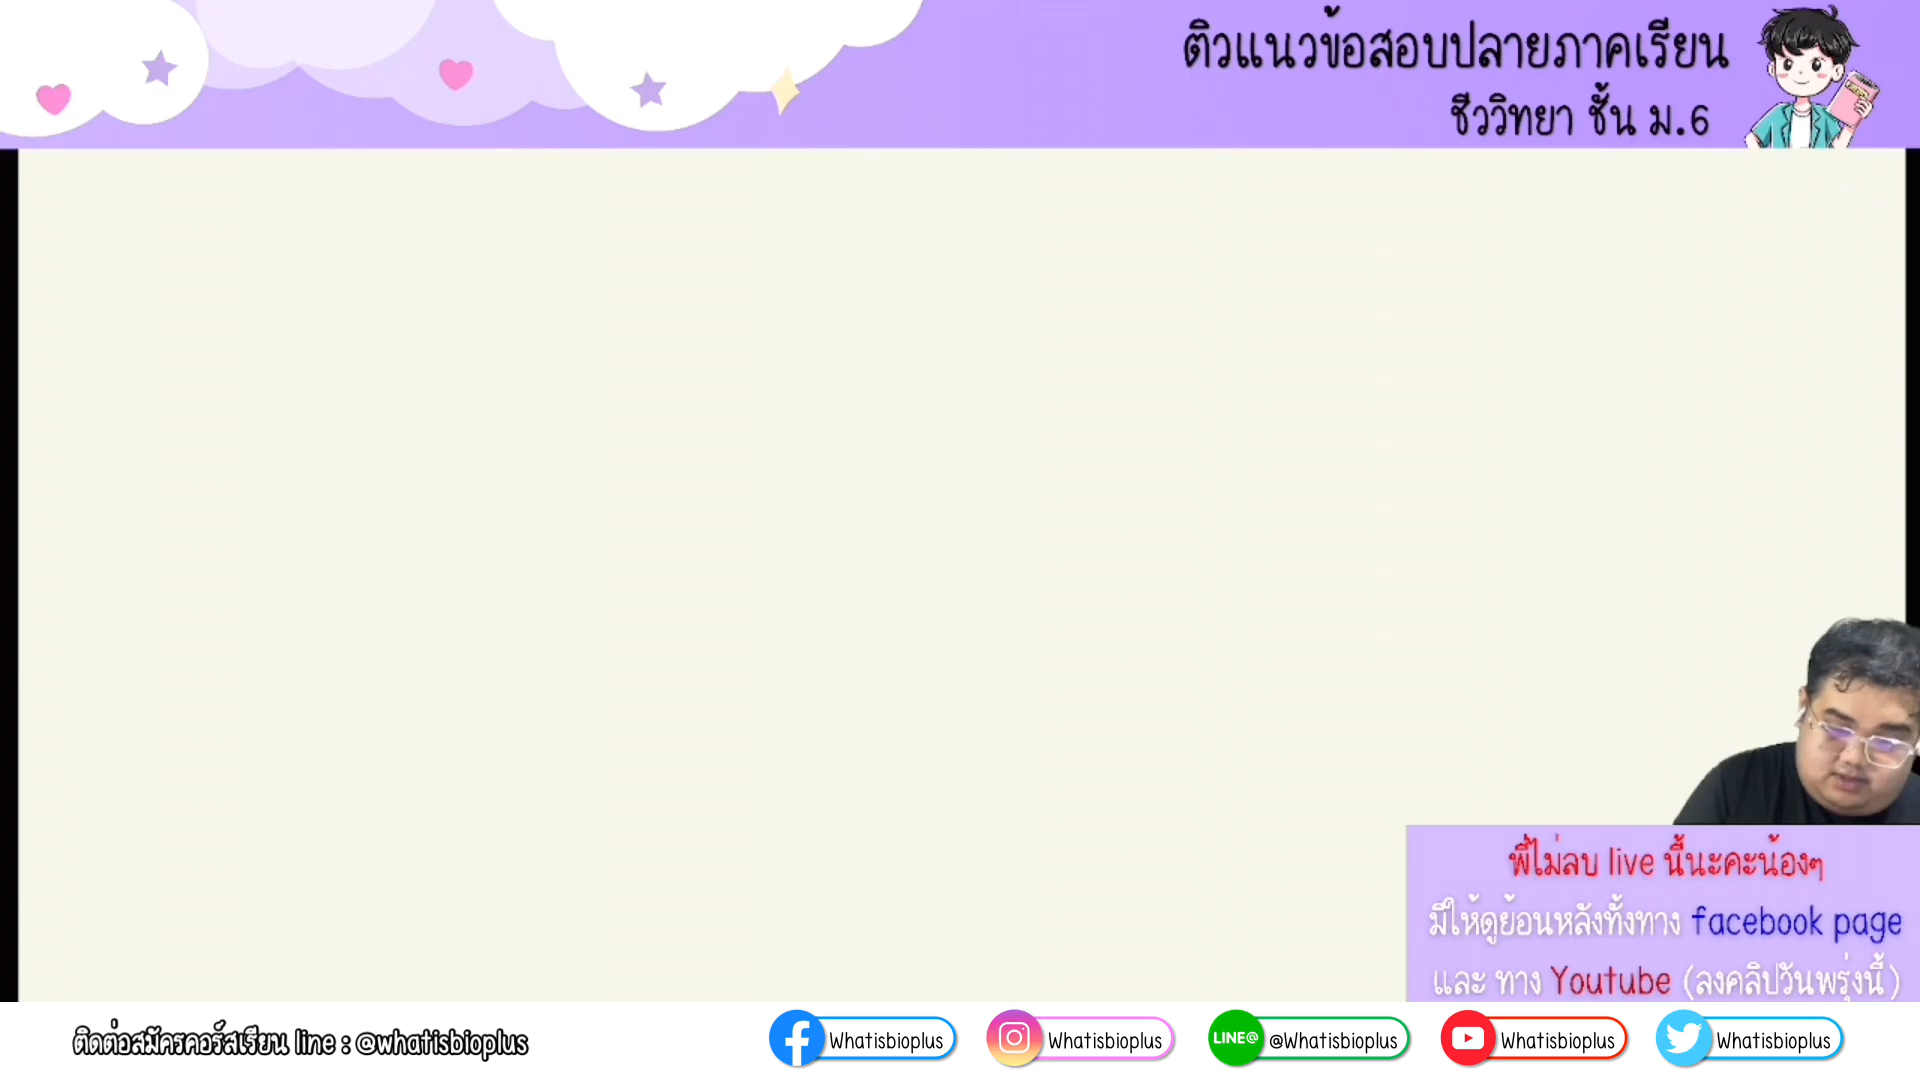 ติวแนวข้อสอบปลายภาคเรียน
ชีววิทยา ชั้น ม.6
พี่ไม่ลบ live นี้นะคะน้องๆ
มีให้ดูย้อนหลังทั้งทาง facebook page
และ ทาง Youtube (ลงคลิปวันพรุ่งนี้)
ติดต่อสมัครคอร์สเรียน line : @whatisbioplus
Whatisbioplus
Whatisbioplus
LINE@ @Whatisbioplus
Whatisbioplus
Whatisbioplus